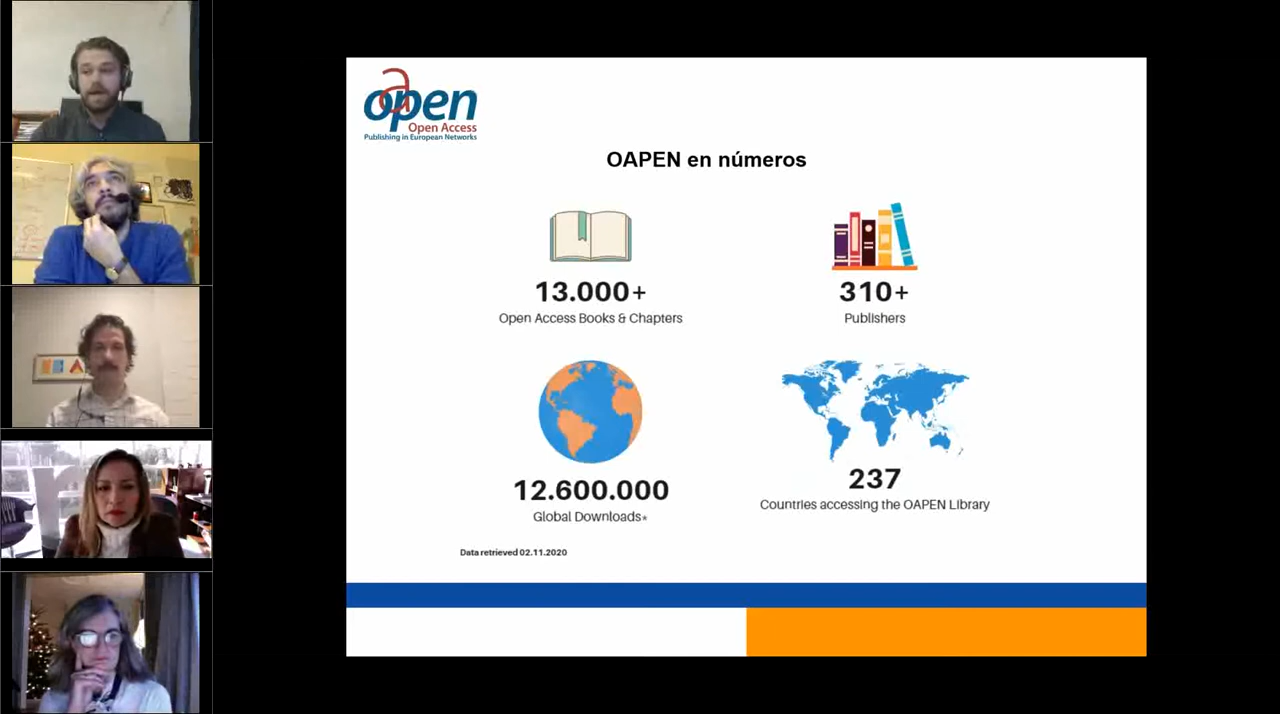 oapen
Open Access
Publishing in European Networks
OAPEN en números
13.000+
Open Access Books & Chapters
310+
Publishers
12.600.000
Global Downloads*
237
Countries accessing the OAPEN Library
Data retrieved 02.11.2020